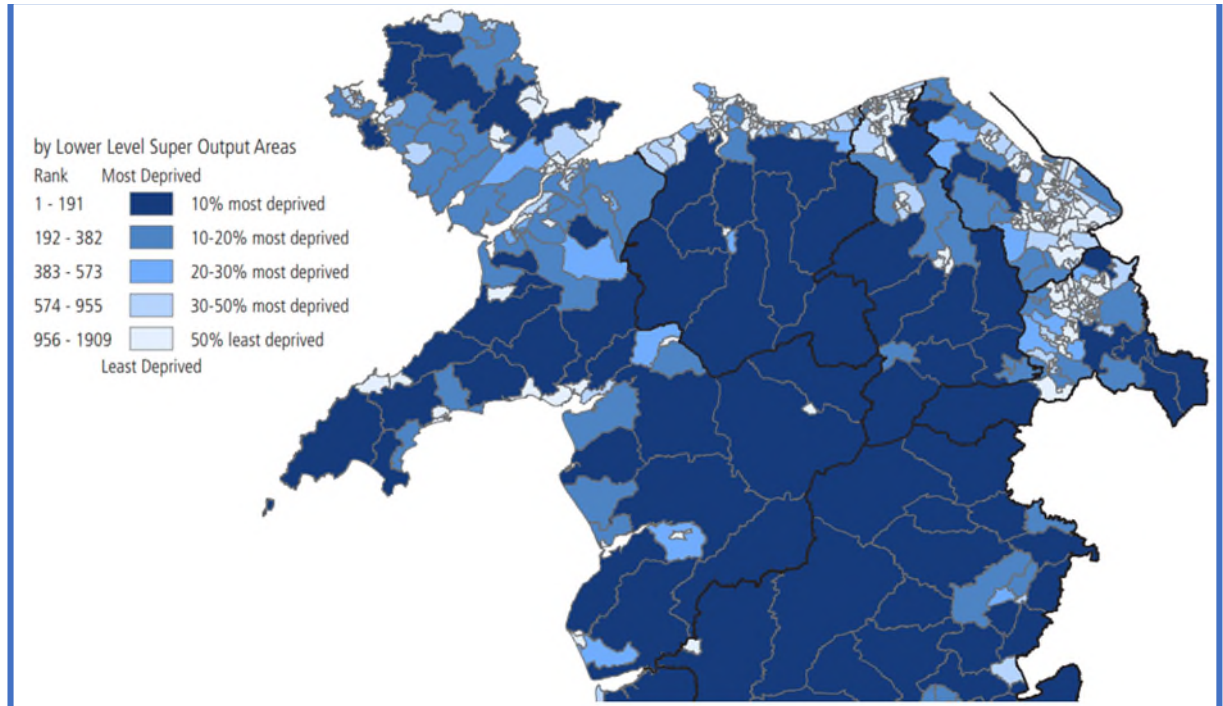 by Lower Level Super Output Areas
Rank Most Deprived
1 - 191 10% most deprived
192 - 382 10-20% most deprived
383 - 573 20-30% most deprived
574 - 955 30-50% most deprived
956 - 1909 50% least deprived
Least Deprived